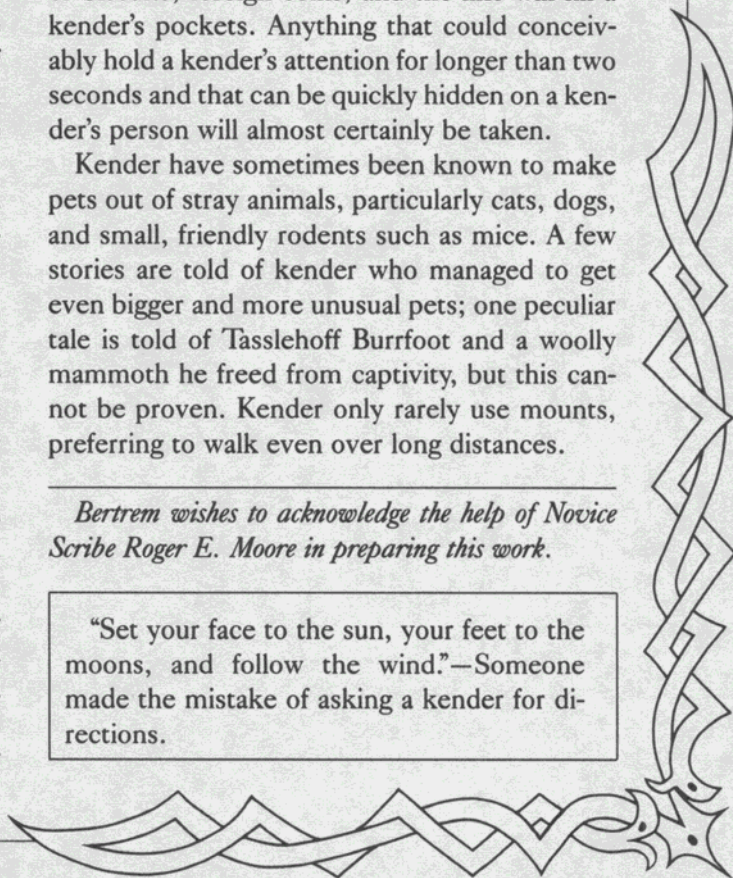 kender’s pockets. Anything that could conceiv-
ably hold a kender’s attention for longer than two
seconds and that can be quickly hidden on a ken-
der’s person will almost certainly be taken.
Kender have sometimes been known to make
pets out of stray animals, particularly cats, dogs,
and small, friendly rodents such as mice. A few
stories are told of kender who managed to get
even bigger and more unusual pets; one peculiar
tale is told of Tasslehoff Burrfoot and a woolly
mammoth he freed from captivity, but this can-
not be proven. Kender only rarely use mounts,
preferring to walk even over long distances.
Bertrem wishes to acknowledge the help of Novice
Scribe Roger E. Moore in preparing this work.
“Set your face to the sun, your feet to the
moons, and follow the wind.”—Someone
made the mistake of asking a kender for di-
rections.